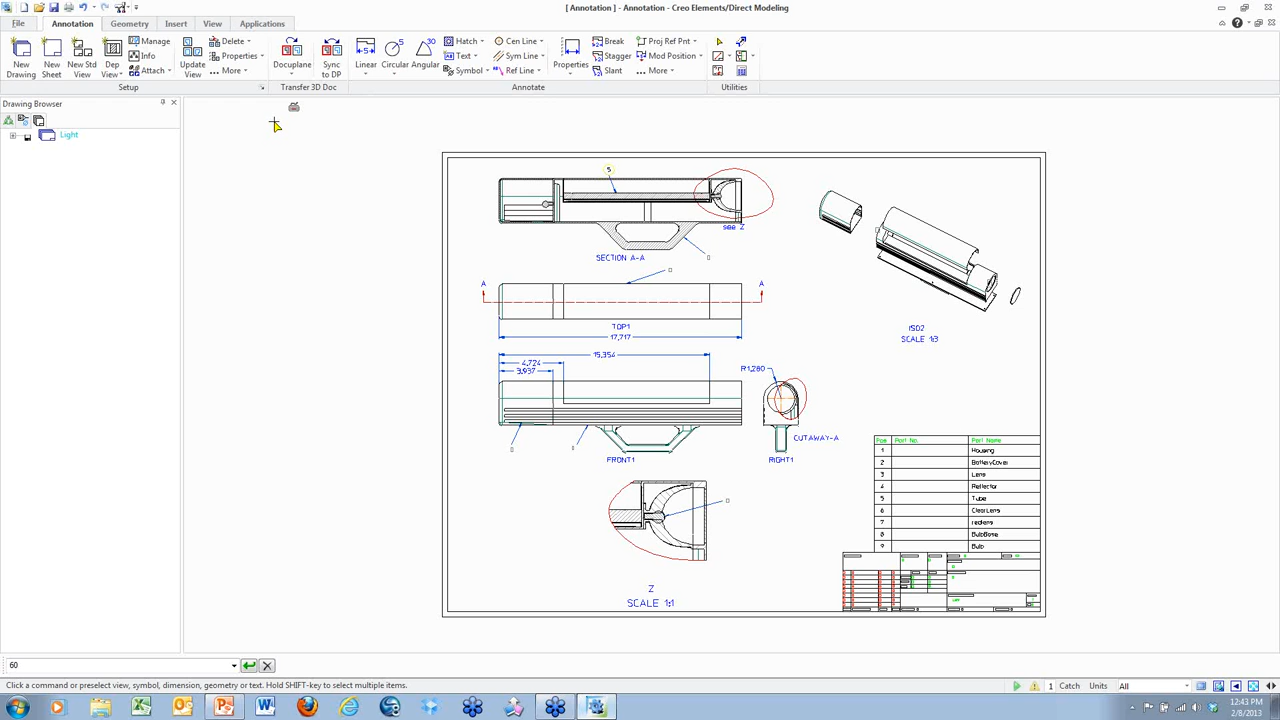 [ Annotation ] - Annotation - Creo Elements/Direct Modeling
File Annotation Geometry Insert View Applications
New Drawing
New Sheet
New Std View
Dep View
Manage
Info
Attach
Update View
Delete
Properties
More
Docuplane
Sync to DP
Linear
Circular
Angular
Hatch
Text
Symbol
Cen Line
Sym Line
Ref Line
Properties
Break
Stagger
Slant
Proj Ref Pnt
Mod Position
More
Setup Transfer 3D Doc Annotate Utilities
Drawing Browser
Light
5
see Z
SECTION A-A
A A
TOP1
17,717
15,354
4,724
3,937
R1,280
FRONT1
CUTAWAY-A
RIGHT1
ISO2
SCALE 1:3
Z
SCALE 1:1
Pos Part No. Part Name
1 Housing
2 BatteryCover
3 Lens
4 Reflector
5 Tube
6 ClearLens
7 redlens
8 BulbBase
9 Bulb
60
Click a command or preselect view, symbol, dimension, geometry or text. Hold SHIFT-key to select multiple items.
1 Catch Units All
12:43 PM
2/8/2013